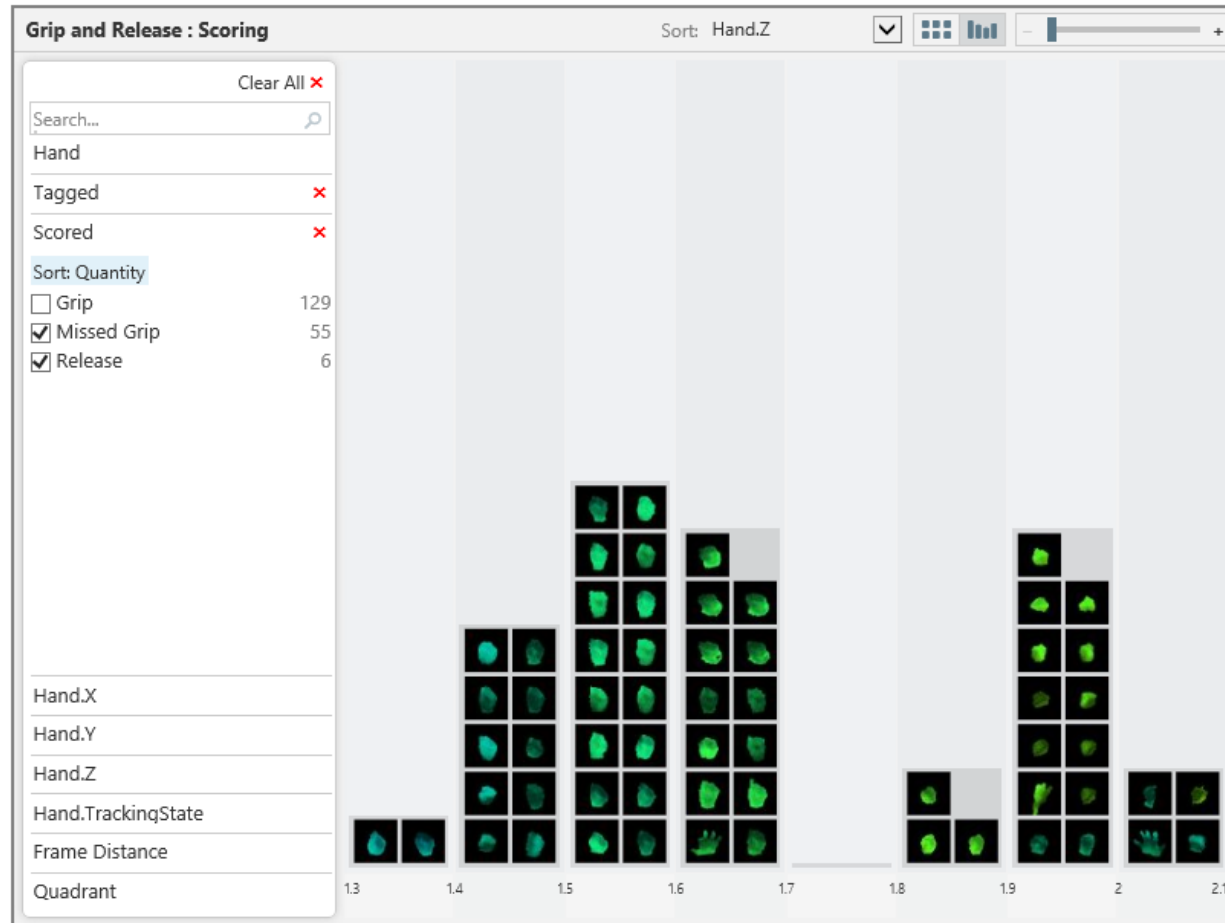 Grip and Release : Scoring
Sort: Hand.Z
Clear All
Search...
Hand
Tagged
Scored
Sort: Quantity
Grip 129
Missed Grip 55
Release 6
Hand.X
Hand.Y
Hand.Z
Hand.TrackingState
Frame Distance
Quadrant
1.3 1.4 1.5 1.6 1.7 1.8 1.9 2 2.1